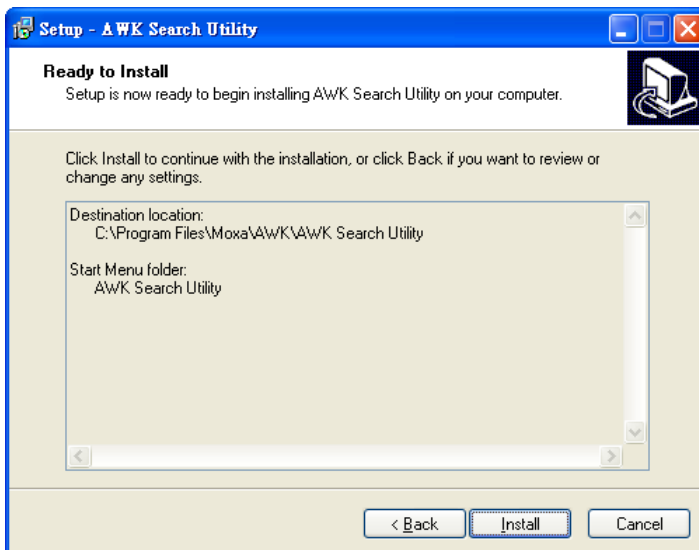 Setup - AWK Search Utility
Ready to Install
Setup is now ready to begin installing AWK Search Utility on your computer.
Click Install to continue with the installation, or click Back if you want to review or
change any settings.
Destination location:
C:\Program Files\Moxa\AWK\AWK Search Utility
Start Menu folder:
AWK Search Utility
< Back
Install
Cancel